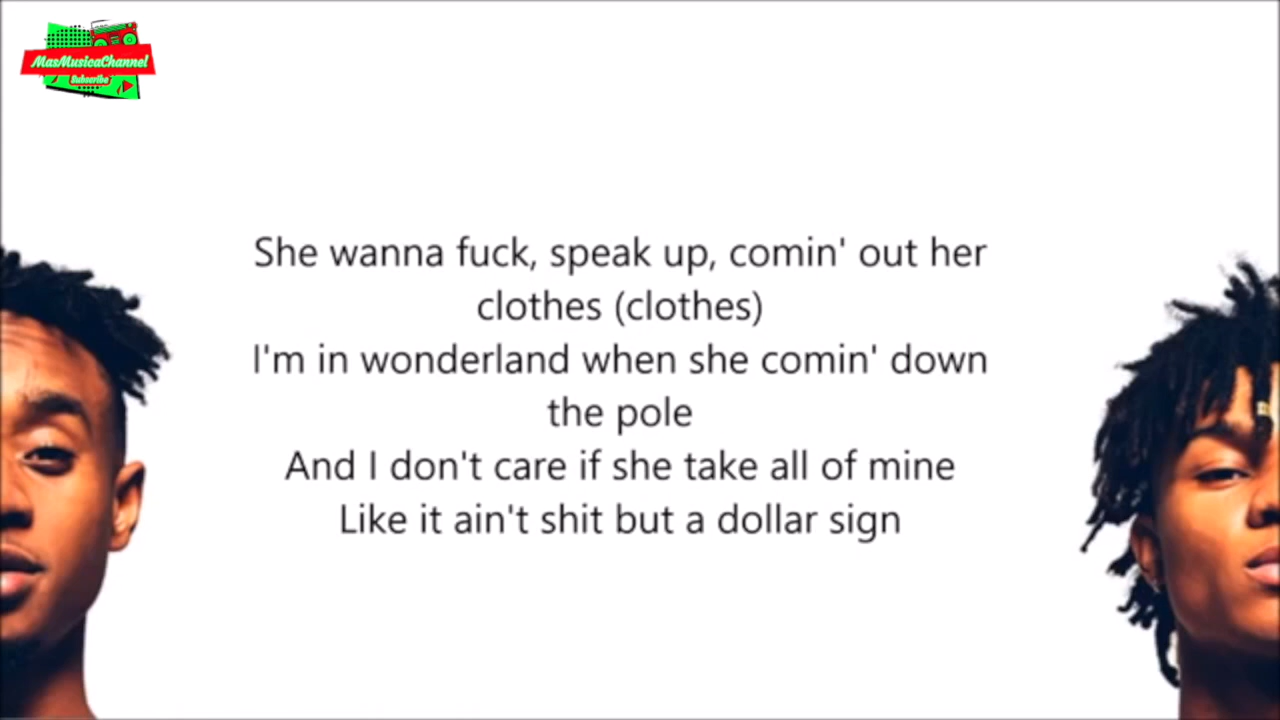 MasMusicaChannel
Subscribe
She wanna fuck, speak up, comin' out her
clothes (clothes)
I'm in wonderland when she comin' down
the pole
And I don't care if she take all of mine
Like it ain't shit but a dollar sign